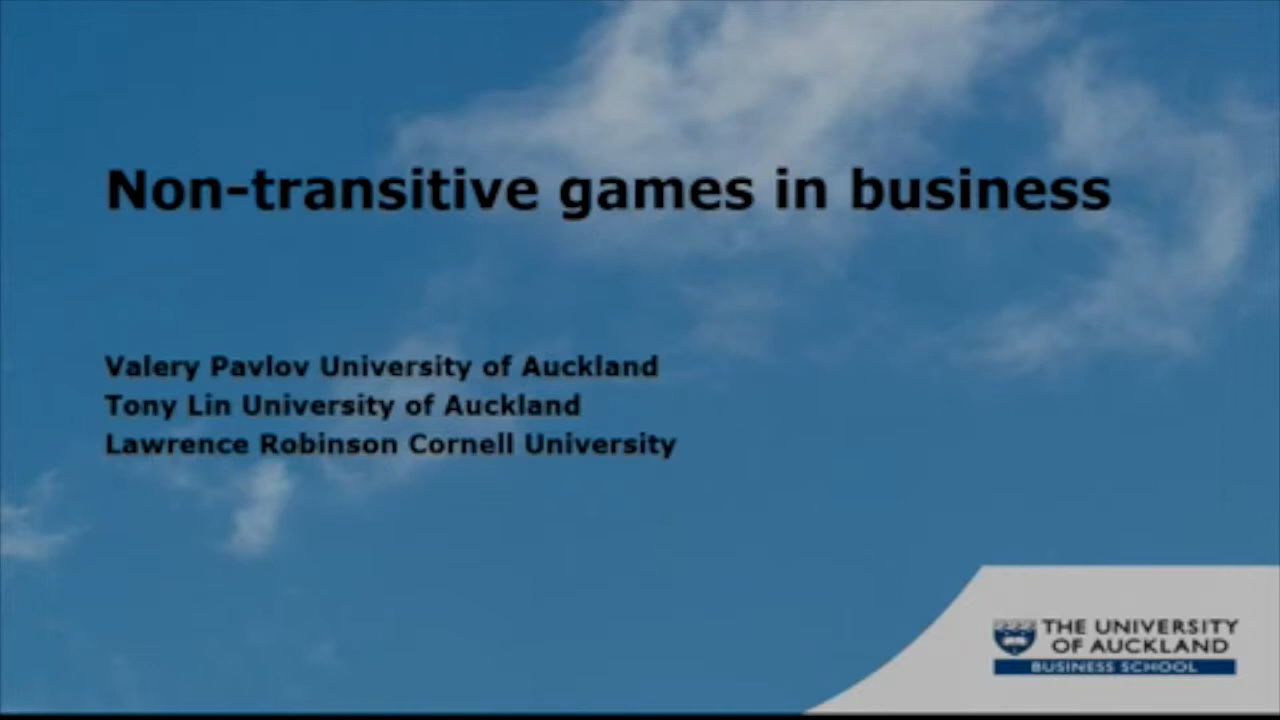 Non-transitive games in business
Valery Pavlov University of Auckland
Tony Lin University of Auckland
Lawrence Robinson Cornell University
THE UNIVERSITY
OF AUCKLAND
BUSINESS SCHOOL